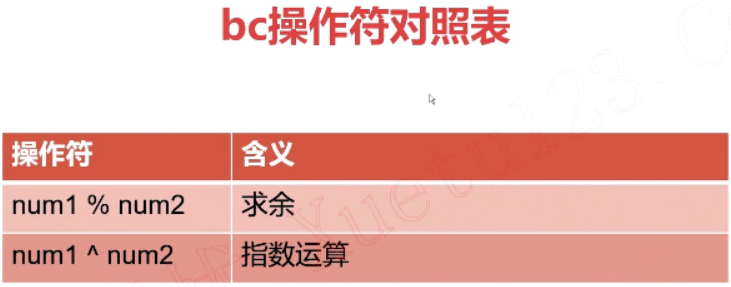 bc操作符对照表
操作符 含义
num1 % num2 求余
num1 ^ num2 指数运算